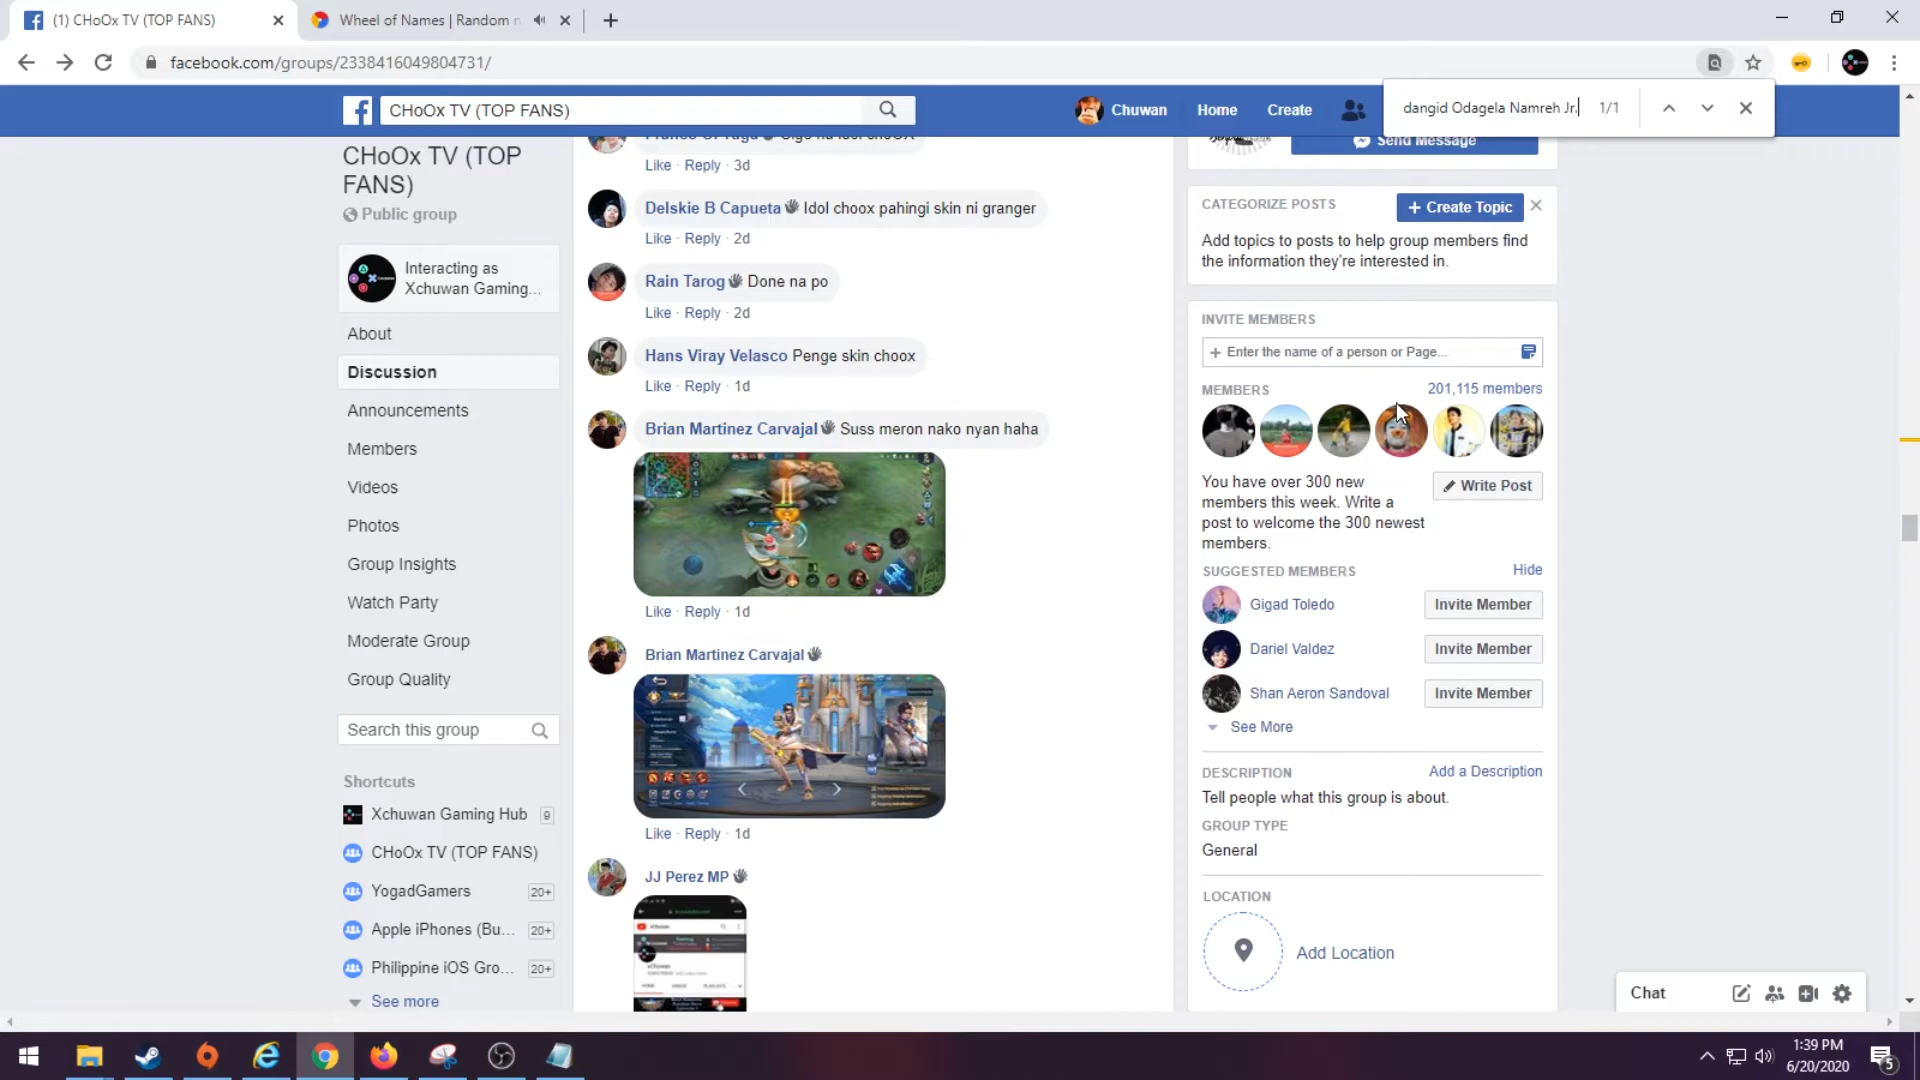 (1) CHoOx TV (TOP FANS)
Wheel of Names | Random n
facebook.com/groups/2338416049804731/
dangid Odagela Namreh Jr.
1/1
CHoOx TV (TOP FANS)
Chuwan
Home
Create
CHoOx TV (TOP
FANS)
Public group
Interacting as
Xchuwan Gaming...
About
Discussion
Announcements
Members
Videos
Photos
Group Insights
Watch Party
Moderate Group
Group Quality
Search this group
Shortcuts
Xchuwan Gaming Hub 9
CHoOx TV (TOP FANS)
YogadGamers 20+
Apple iPhones (Bu... 20+
Philippine iOS Gro... 20+
See more
Like · Reply · 3d
Delskie B Capueta Idol choox pahingi skin ni granger
Like · Reply · 2d
Rain Tarog Done na po
Like · Reply · 2d
Hans Viray Velasco Penge skin choox
Like · Reply · 1d
Brian Martinez Carvajal Suss meron nako nyan haha
Like · Reply · 1d
Brian Martinez Carvajal
Like · Reply · 1d
JJ Perez MP
Send Message
CATEGORIZE POSTS
+ Create Topic
Add topics to posts to help group members find
the information they're interested in.
INVITE MEMBERS
+ Enter the name of a person or Page...
MEMBERS
201,115 members
You have over 300 new
members this week. Write a
post to welcome the 300 newest
members.
Write Post
SUGGESTED MEMBERS
Hide
Gigad Toledo
Invite Member
Dariel Valdez
Invite Member
Shan Aeron Sandoval
Invite Member
See More
DESCRIPTION
Add a Description
Tell people what this group is about.
GROUP TYPE
General
LOCATION
Add Location
Chat
1:39 PM
6/20/2020
5